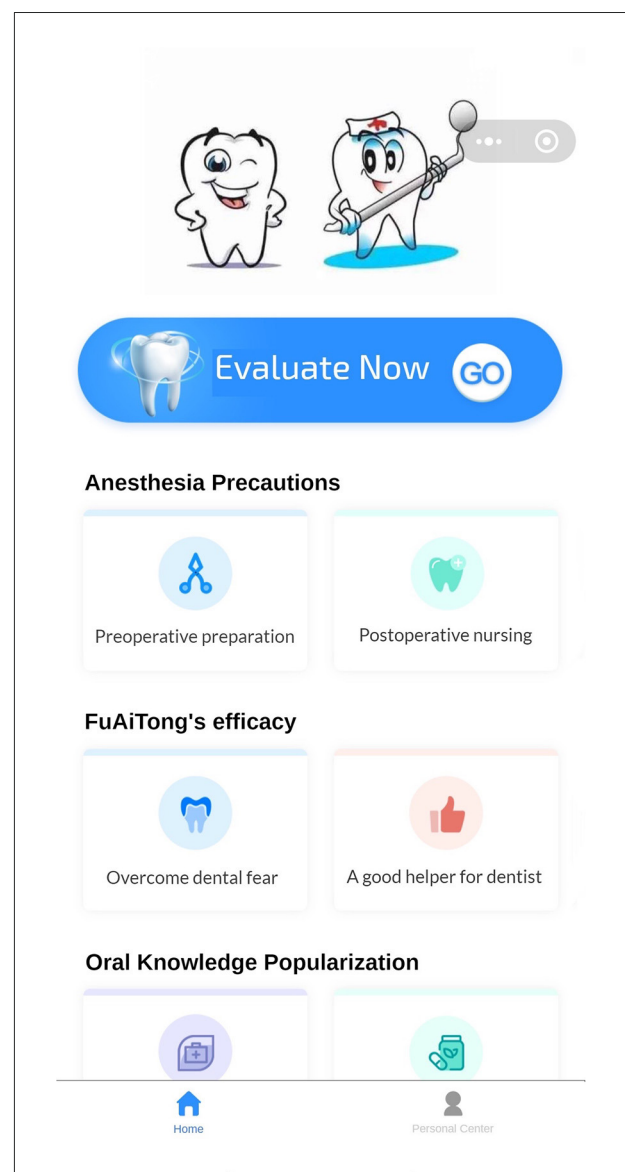 Evaluate Now GO
Anesthesia Precautions
Preoperative preparation
Postoperative nursing
FuAiTong's efficacy
Overcome dental fear
A good helper for dentist
Oral Knowledge Popularization
Home
Personal Center